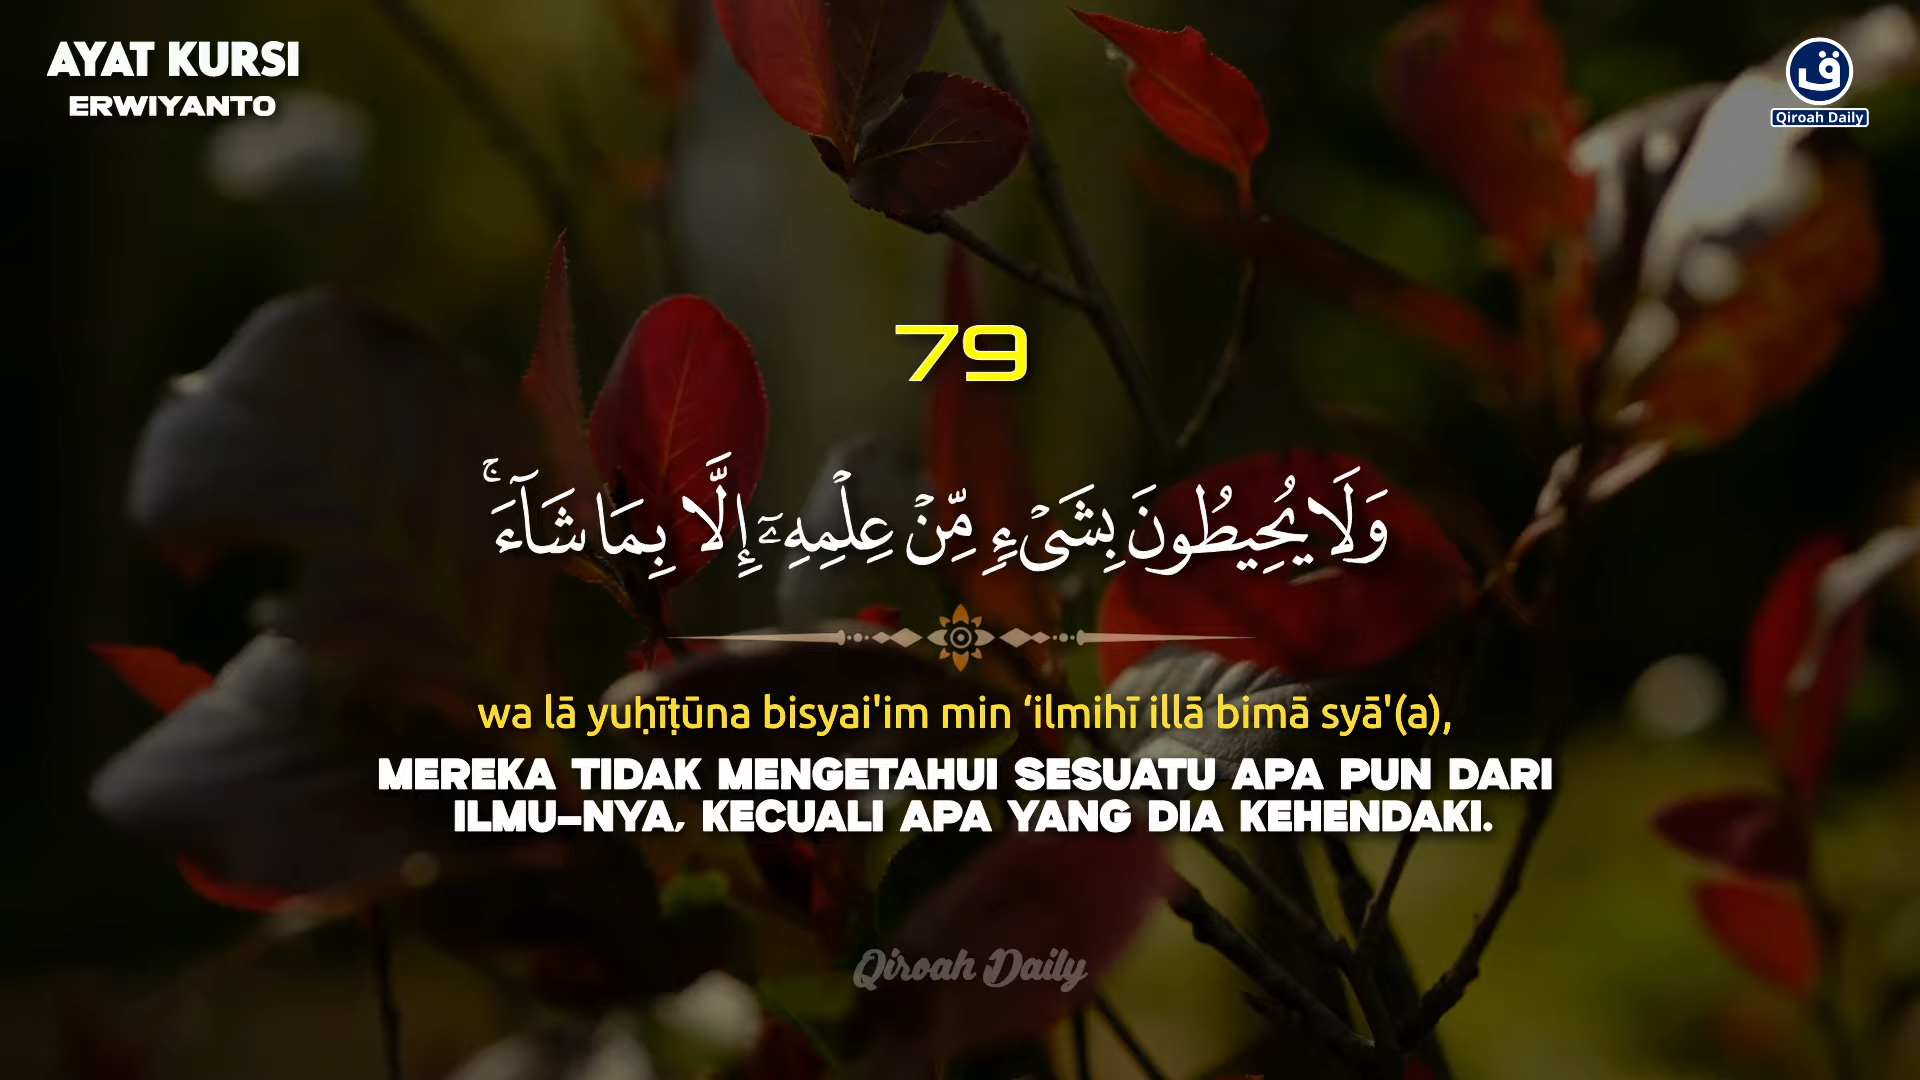 AYAT KURSI
ERWIYANTO
ق
Qiroah Daily
79
وَلَا يُحِيطُونَ بِشَىْءٍ مِّنْ عِلْمِهِۦٓ إِلَّا بِمَا شَآءَ ۚ
wa lā yuḥīṭūna bisyai'im min ‘ilmihī illā bimā syā'(a),
MEREKA TIDAK MENGETAHUI SESUATU APA PUN DARI
ILMU-NYA, KECUALI APA YANG DIA KEHENDAKI.
Qiroah Daily